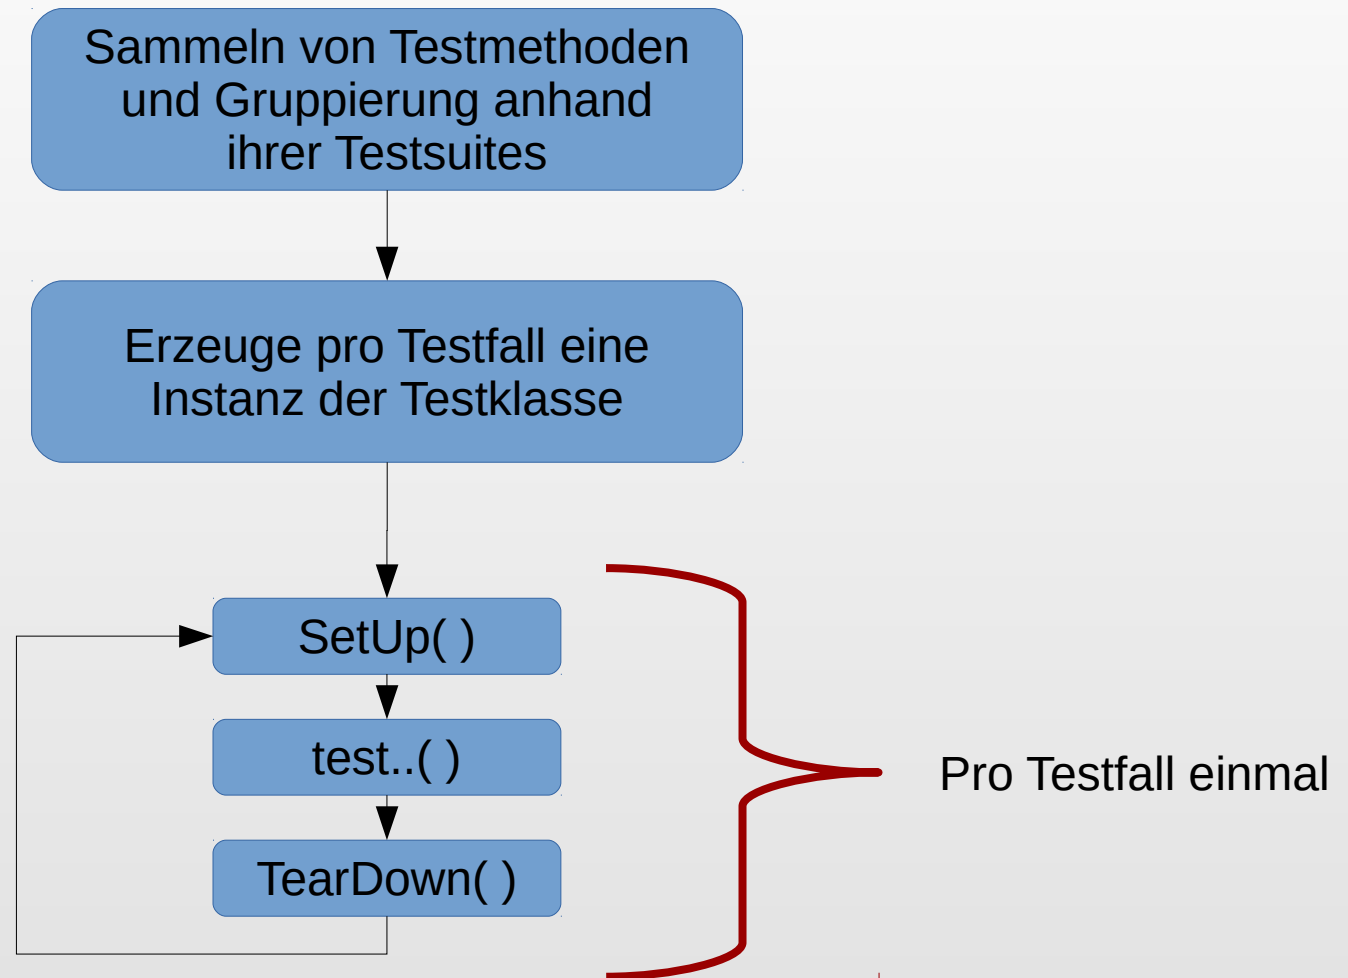 Sammeln von Testmethoden
und Gruppierung anhand
ihrer Testsuites
Erzeuge pro Testfall eine
Instanz der Testklasse
SetUp( )
test..( )
TearDown( )
Pro Testfall einmal